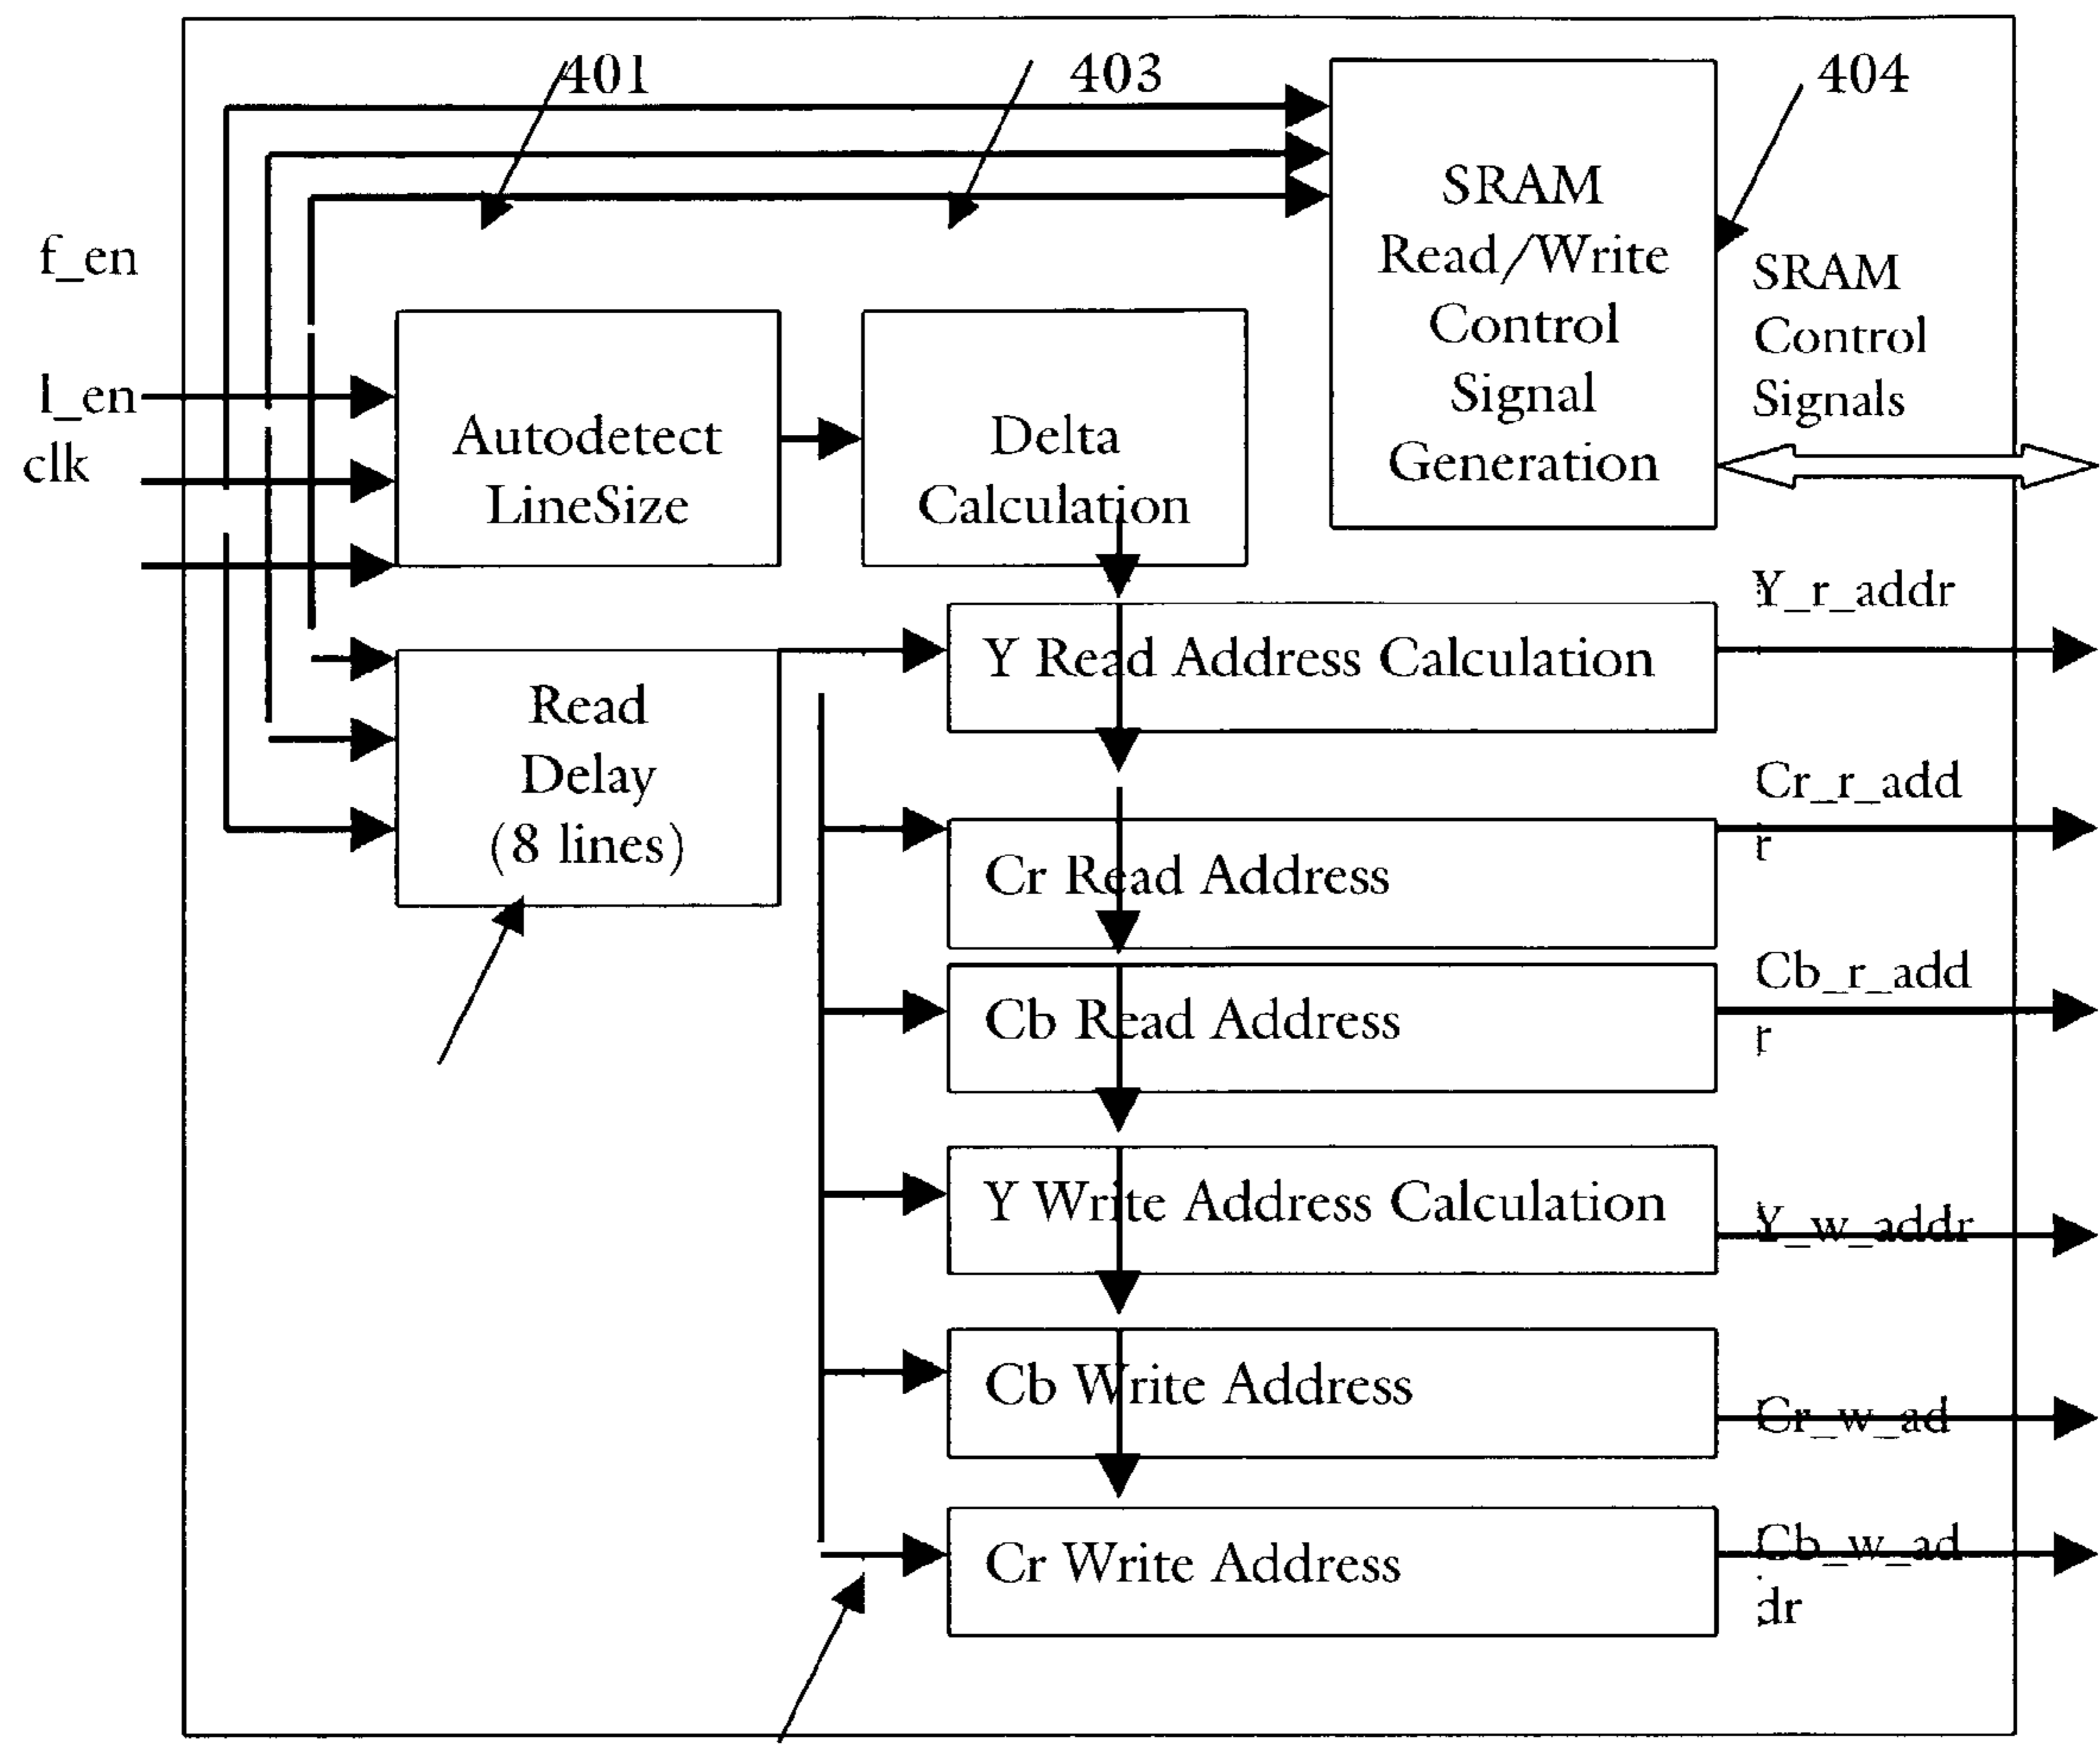 401
403
404
f_en
l_en
clk
Autodetect
LineSize
Delta
Calculation
SRAM
Read/Write
Control
Signal
Generation
SRAM
Control
Signals
Read
Delay
(8 lines)
Y Read Address Calculation
Y_r_addr
Cr Read Address
Cr_r_add
r
Cb Read Address
Cb_r_add
r
Y Write Address Calculation
Y_w_addr
Cb Write Address
Cr_w_ad
Cr Write Address
Cb_w_ad
dr